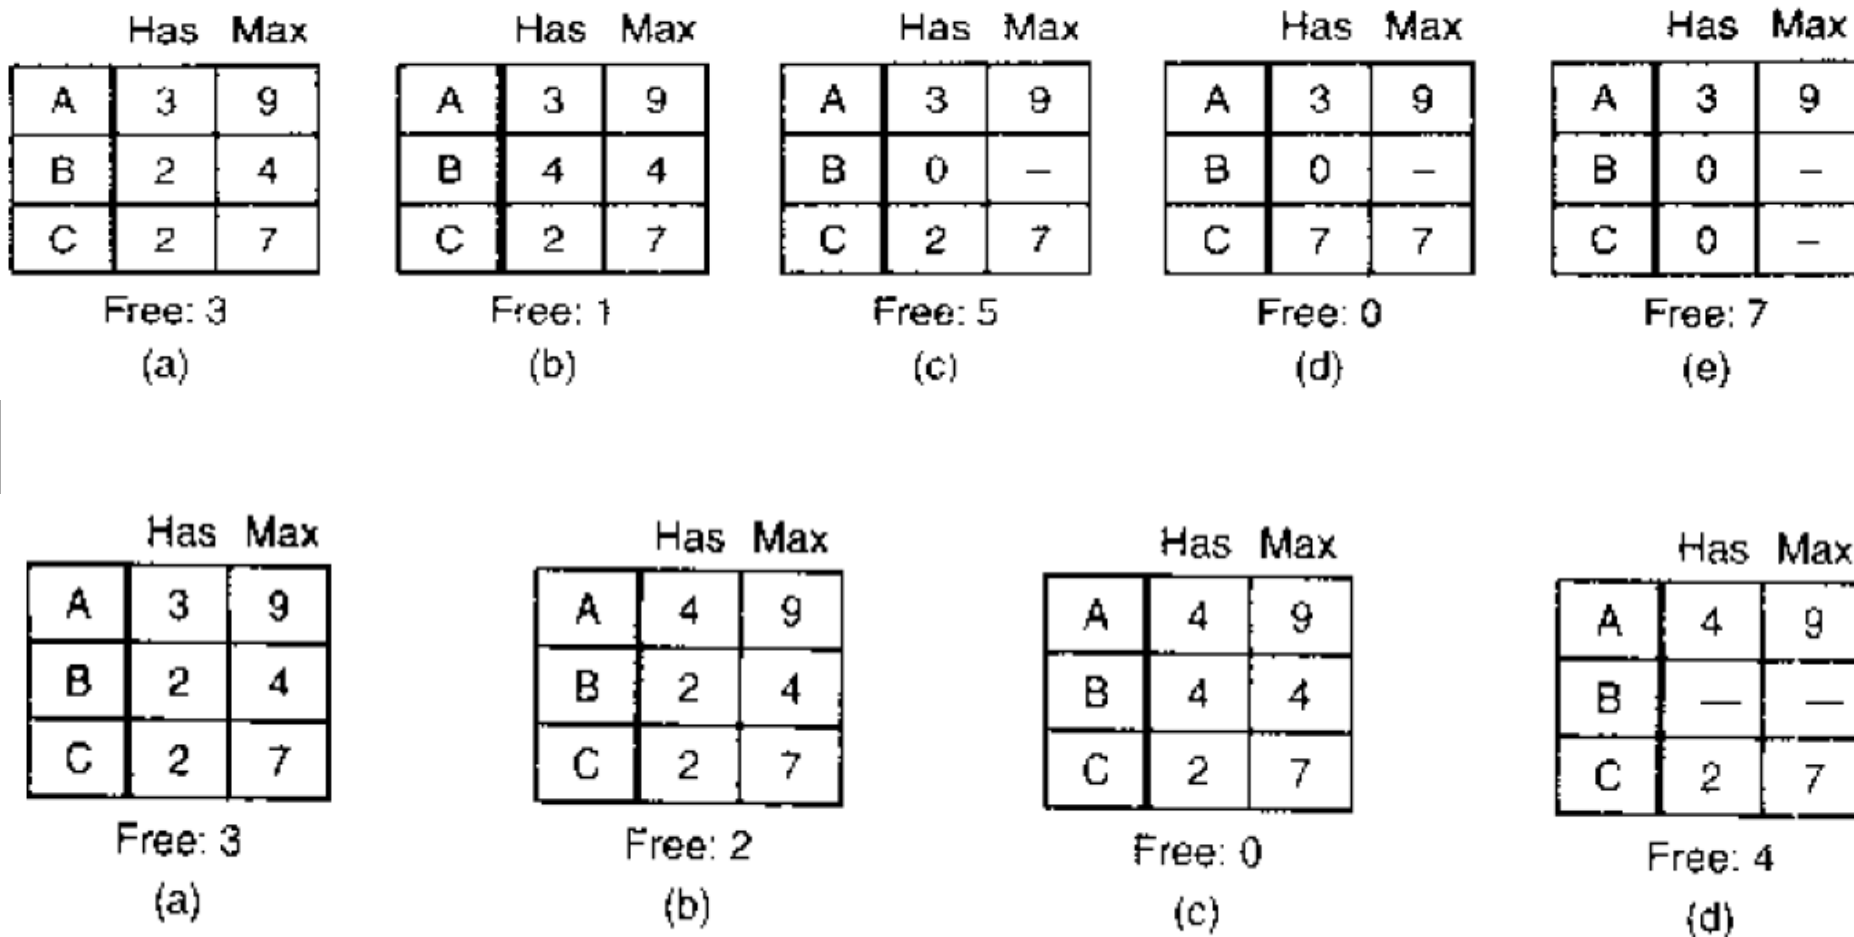 Has Max Has Max Has Max Has Max Has Max
A 3 9 A 3 9 A 3 9 A 3 9 A 3 9
B 2 4 B 4 4 B 0 – B 0 – B 0 –
C 2 7 C 2 7 C 2 7 C 7 7 C 0 –
Free: 3 Free: 1 Free: 5 Free: 0 Free: 7
(a) (b) (c) (d) (e)
Has Max Has Max Has Max Has Max
A 3 9 A 4 9 A 4 9 A 4 9
B 2 4 B 2 4 B 4 4 B — —
C 2 7 C 2 7 C 2 7 C 2 7
Free: 3 Free: 2 Free: 0 Free: 4
(a) (b) (c) (d)